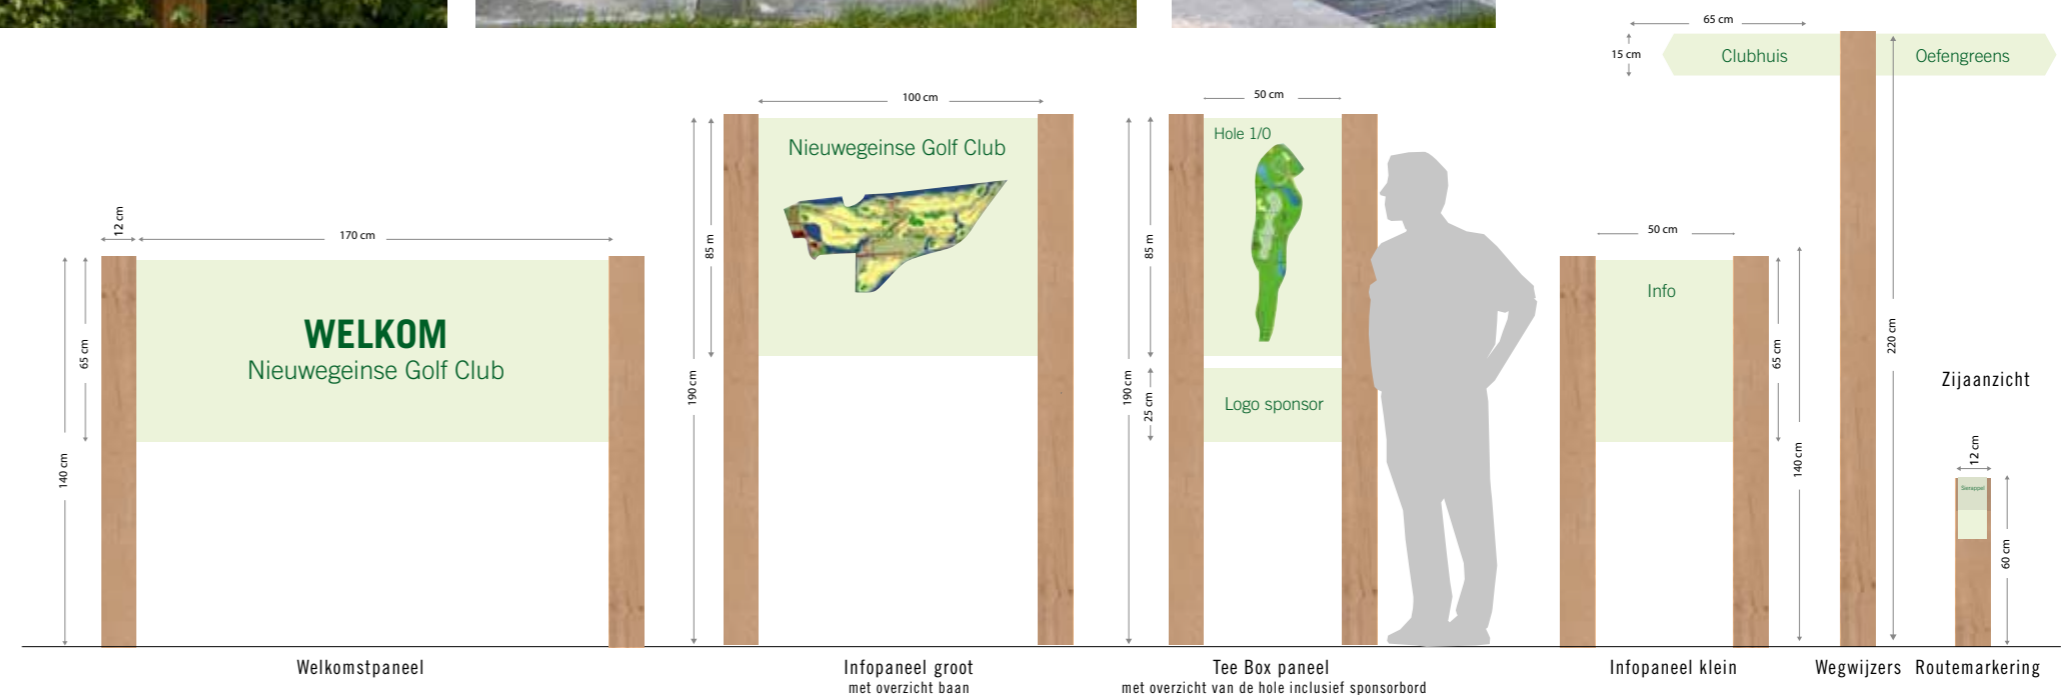 12 cm
170 cm
65 cm
140 cm
WELKOM
Nieuwegeinse Golf Club
Welkomstpaneel
100 cm
85 m
190 cm
Nieuwegeinse Golf Club
Infopaneel groot
met overzicht baan
50 cm
85 m
190 cm
25 cm
Hole 1/0
Logo sponsor
Tee Box paneel
met overzicht van de hole inclusief sponsorbord
50 cm
65 cm
140 cm
Info
Infopaneel klein
65 cm
15 cm
Clubhuis
Oefengreens
220 cm
Wegwijzers
Zijaanzicht
12 cm
Sierappel
60 cm
Routemarkering